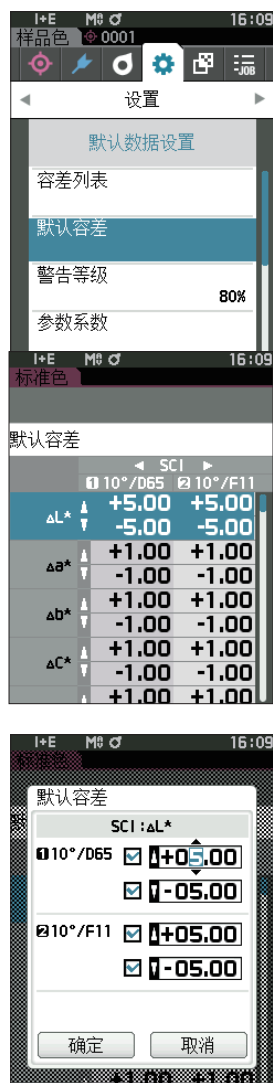 I+E M 16:09
样品色 0001
-JOB
设置
默认数据设置
容差列表
默认容差
警告等级
80%
参数系数
I+E M 16:09
标准色
默认容差
◄ SCI ►
1 10°/D65 2 10°/F11
ΔL* +5.00 +5.00
-5.00 -5.00
Δa* +1.00 +1.00
-1.00 -1.00
Δb* +1.00 +1.00
-1.00 -1.00
ΔC* +1.00 +1.00
-1.00 -1.00
+1.00 +1.00
I+E M 16:09
默认容差
SCI:ΔL*
1 10°/D65 +05.00
-05.00
2 10°/F11 +05.00
-05.00
确定 取消
+1.00 +1.00